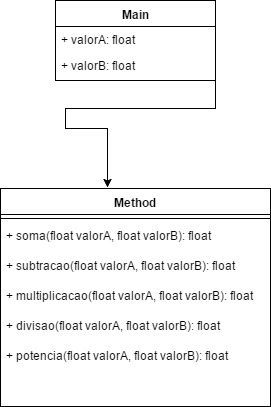 Main
+ valorA: float
+ valorB: float
Method
+ soma(float valorA, float valorB): float
+ subtracao(float valorA, float valorB): float
+ multiplicacao(float valorA, float valorB): float
+ divisao(float valorA, float valorB): float
+ potencia(float valorA, float valorB): float